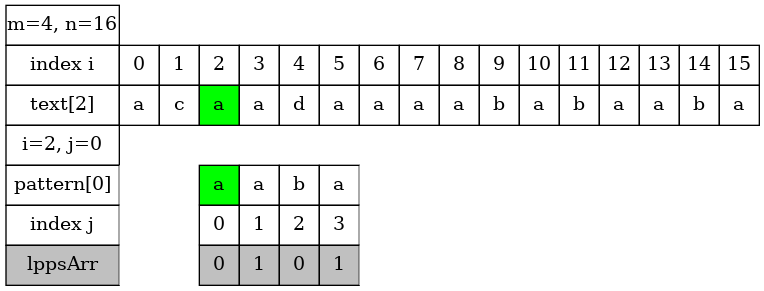 m=4, n=16
index i 0 1 2 3 4 5 6 7 8 9 10 11 12 13 14 15
text[2] a c a a d a a a a b a b a a b a
i=2, j=0
pattern[0] a a b a
index j 0 1 2 3
lppsArr 0 1 0 1